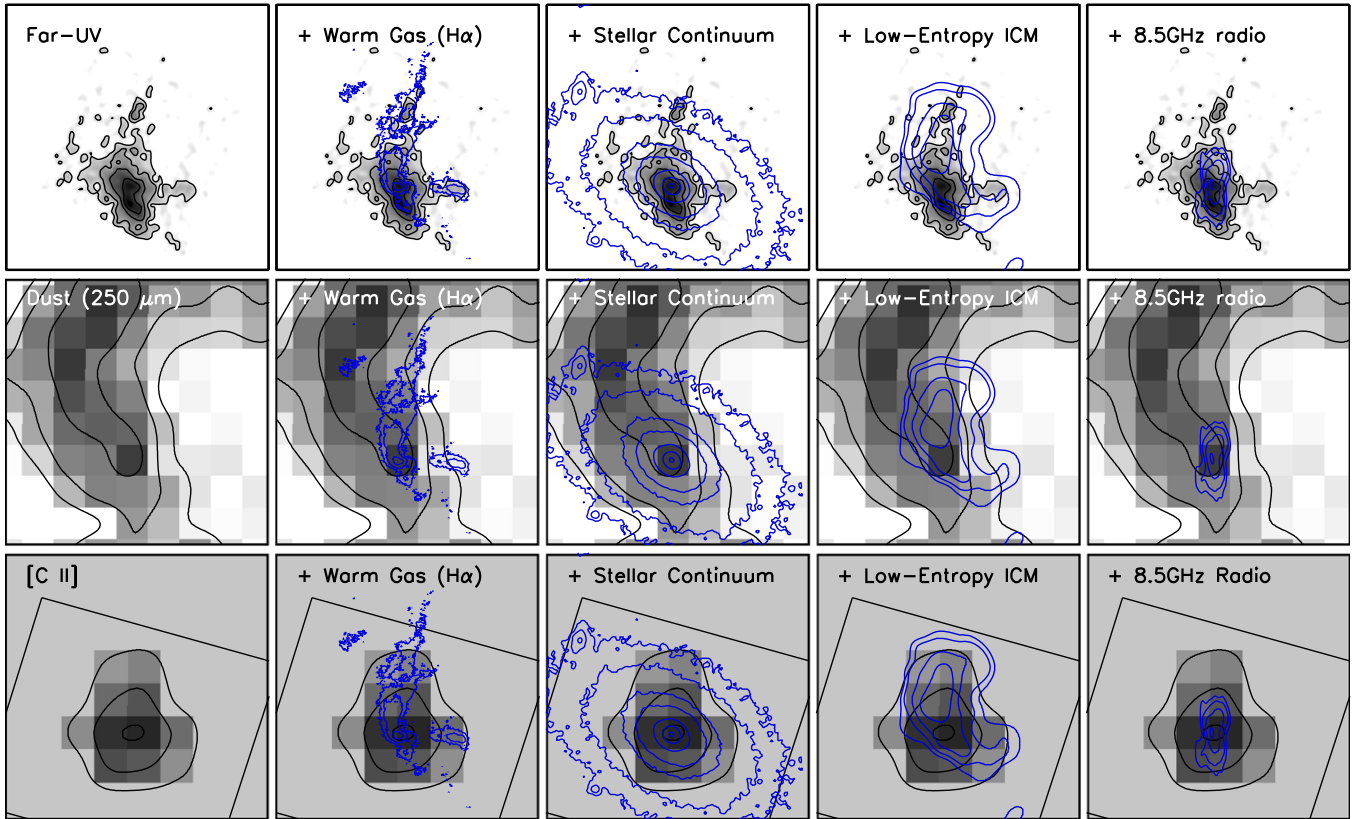 Far-UV
+ Warm Gas (Hα)
+ Stellar Continuum
+ Low-Entropy ICM
+ 8.5GHz radio
Dust (250 μm)
+ Warm Gas (Hα)
+ Stellar Continuum
+ Low-Entropy ICM
+ 8.5GHz radio
[C II]
+ Warm Gas (Hα)
+ Stellar Continuum
+ Low-Entropy ICM
+ 8.5GHz Radio